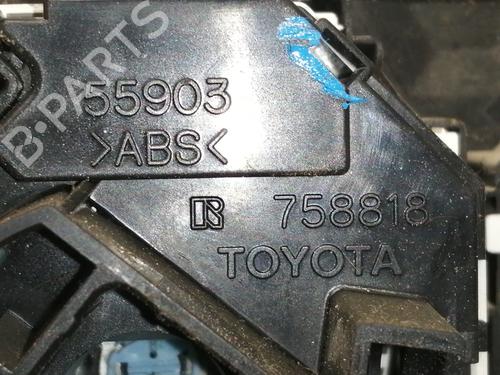 B-PARTS
55903
>ABS<
R 758818
TOYOTA